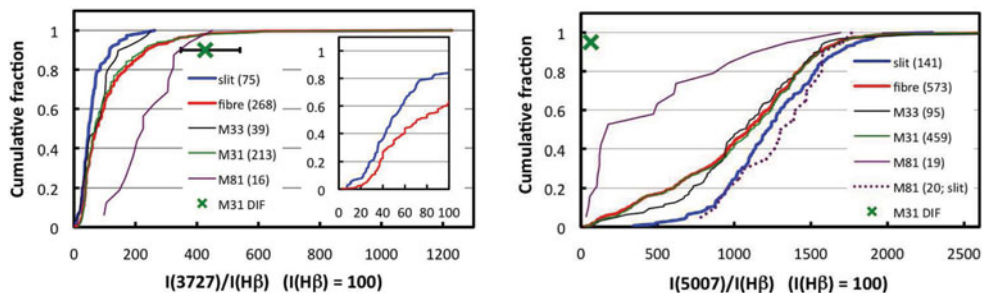 Cumulative fraction
1
0.8
0.6
0.4
0.2
0
0 200 400 600 800 1000 1200
I(3727)/I(Hβ) (I(Hβ) = 100)
slit (75)
fibre (268)
M33 (39)
M31 (213)
M81 (16)
M31 DIF
1
0.8
0.6
0.4
0.2
0
0 20 40 60 80 100
Cumulative fraction
1
0.8
0.6
0.4
0.2
0
0 500 1000 1500 2000 2500
I(5007)/I(Hβ) (I(Hβ) = 100)
slit (141)
fibre (573)
M33 (95)
M31 (459)
M81 (19)
M81 (20; slit)
M31 DIF